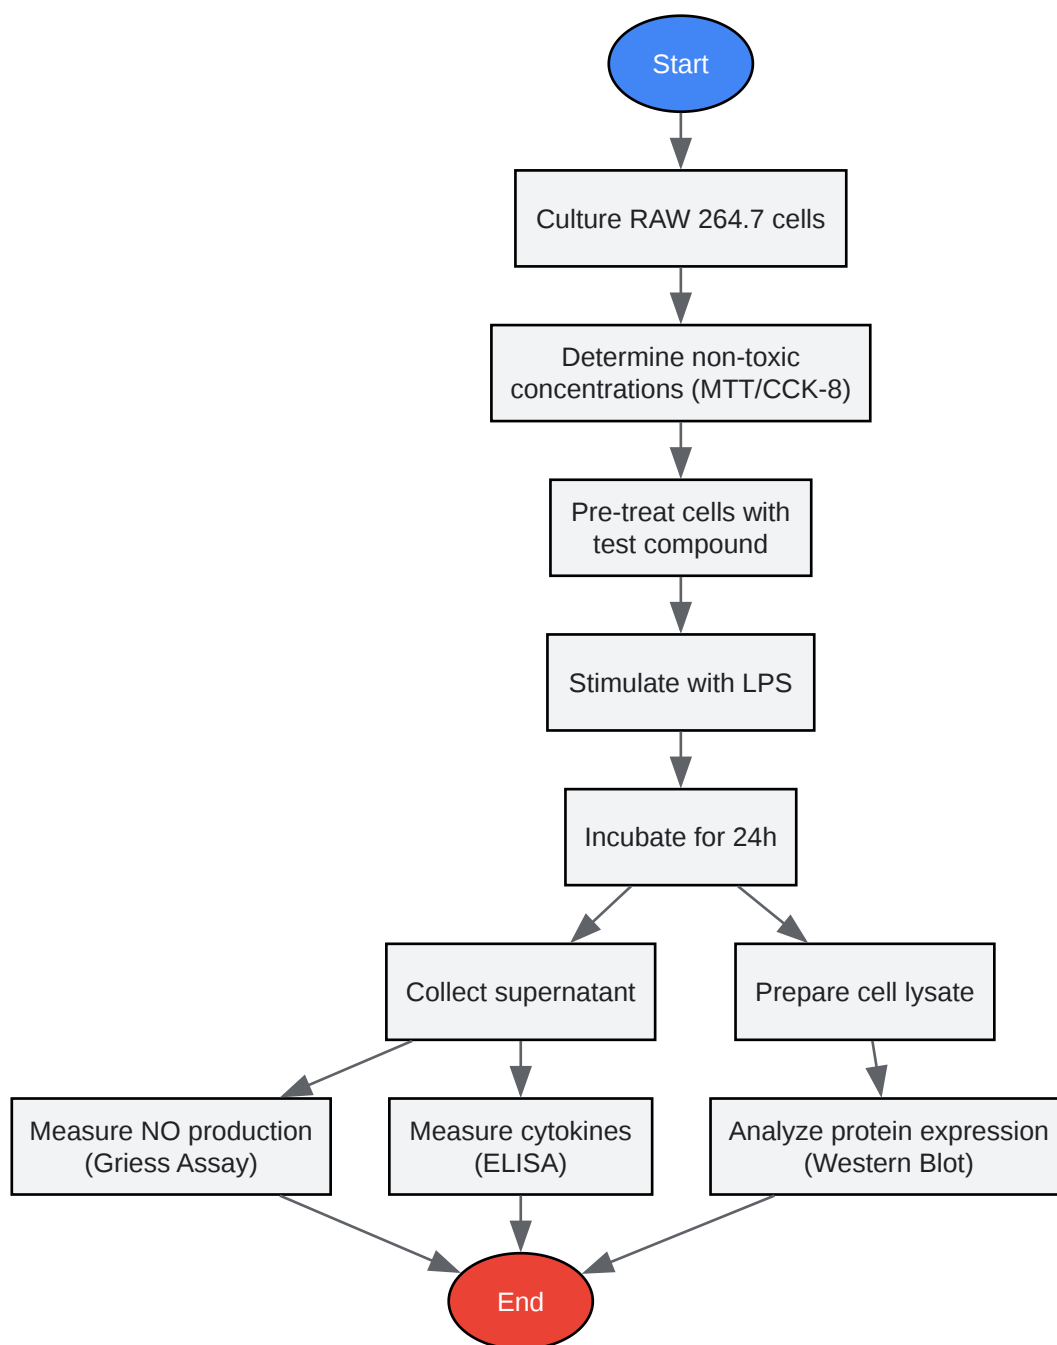 Start
Culture RAW 264.7 cells
Determine non-toxic
concentrations (MTT/CCK-8)
Pre-treat cells with
test compound
Stimulate with LPS
Incubate for 24h
Collect supernatant
Prepare cell lysate
Measure NO production
(Griess Assay)
Measure cytokines
(ELISA)
Analyze protein expression
(Western Blot)
End